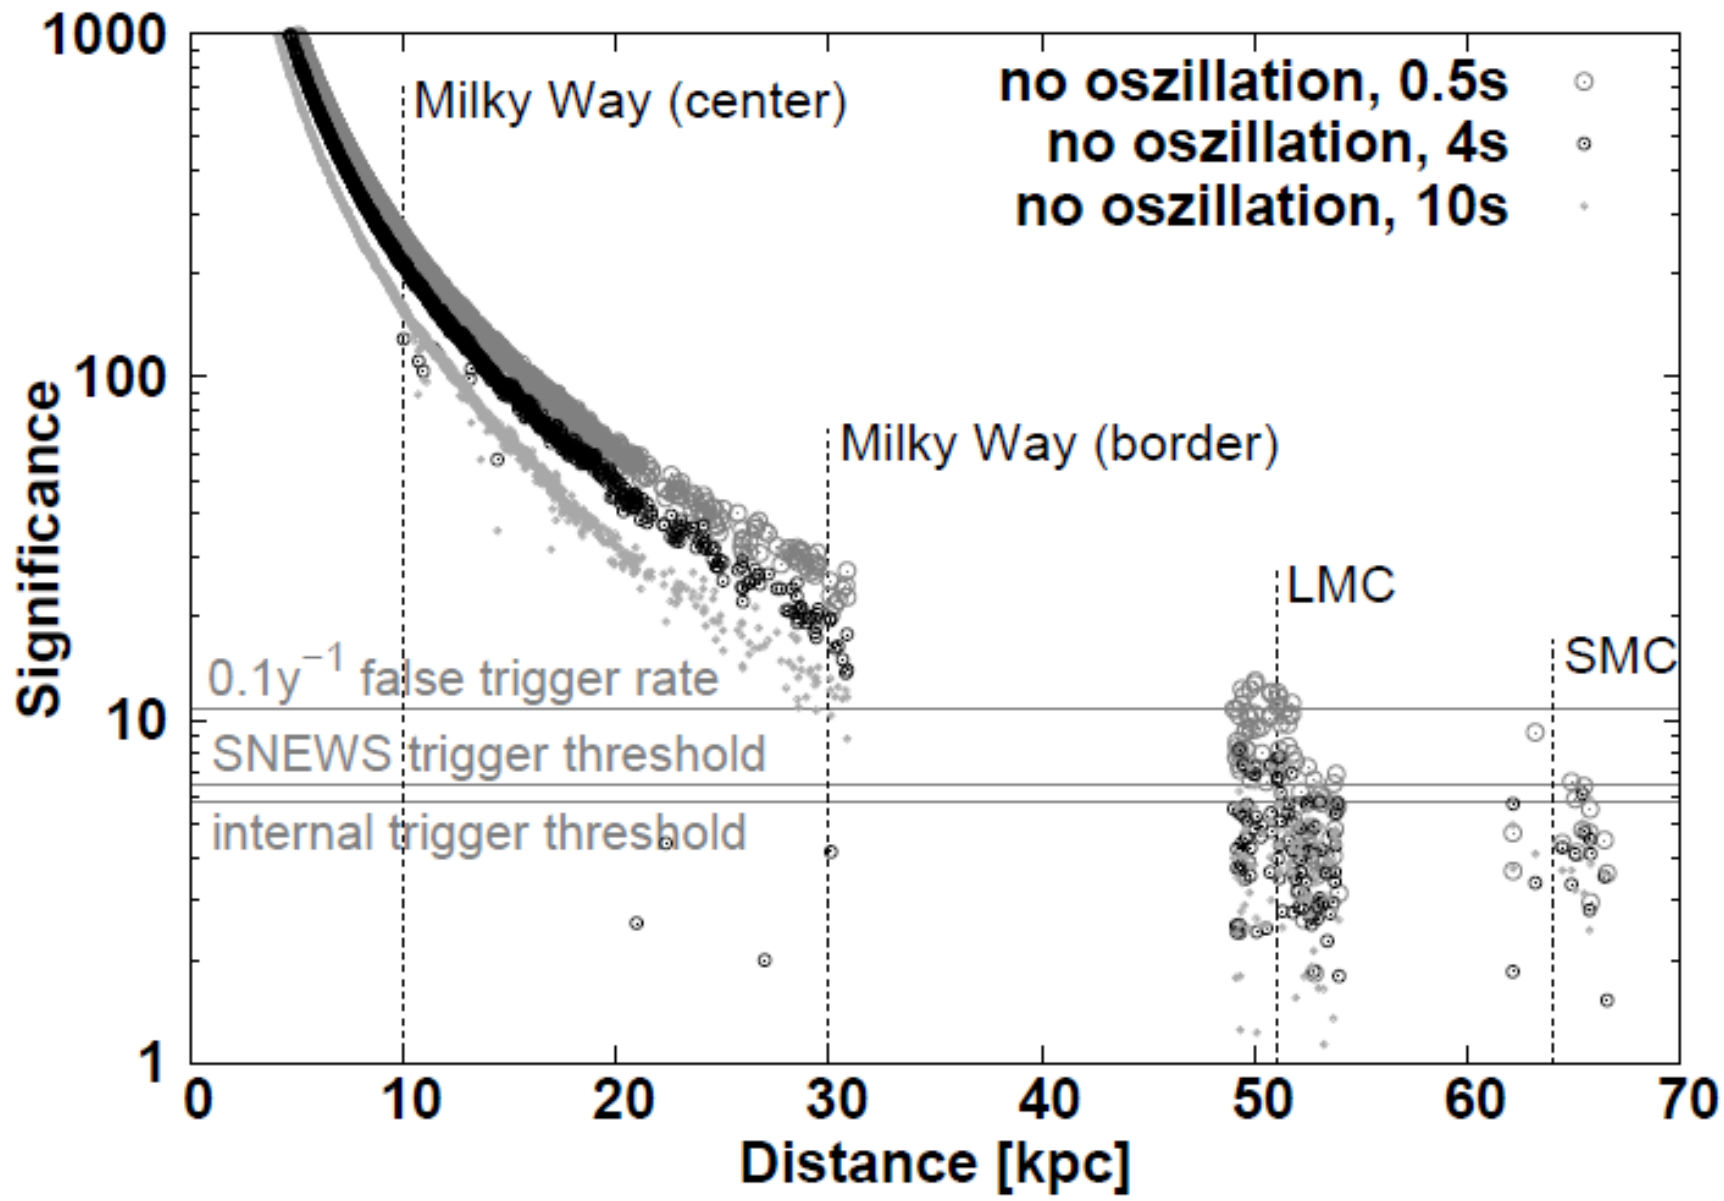 1000
100
10
1
Significance
no oszillation, 0.5s
no oszillation, 4s
no oszillation, 10s
Milky Way (center)
Milky Way (border)
LMC
SMC
0.1y⁻¹ false trigger rate
SNEWS trigger threshold
internal trigger threshold
0 10 20 30 40 50 60 70
Distance [kpc]